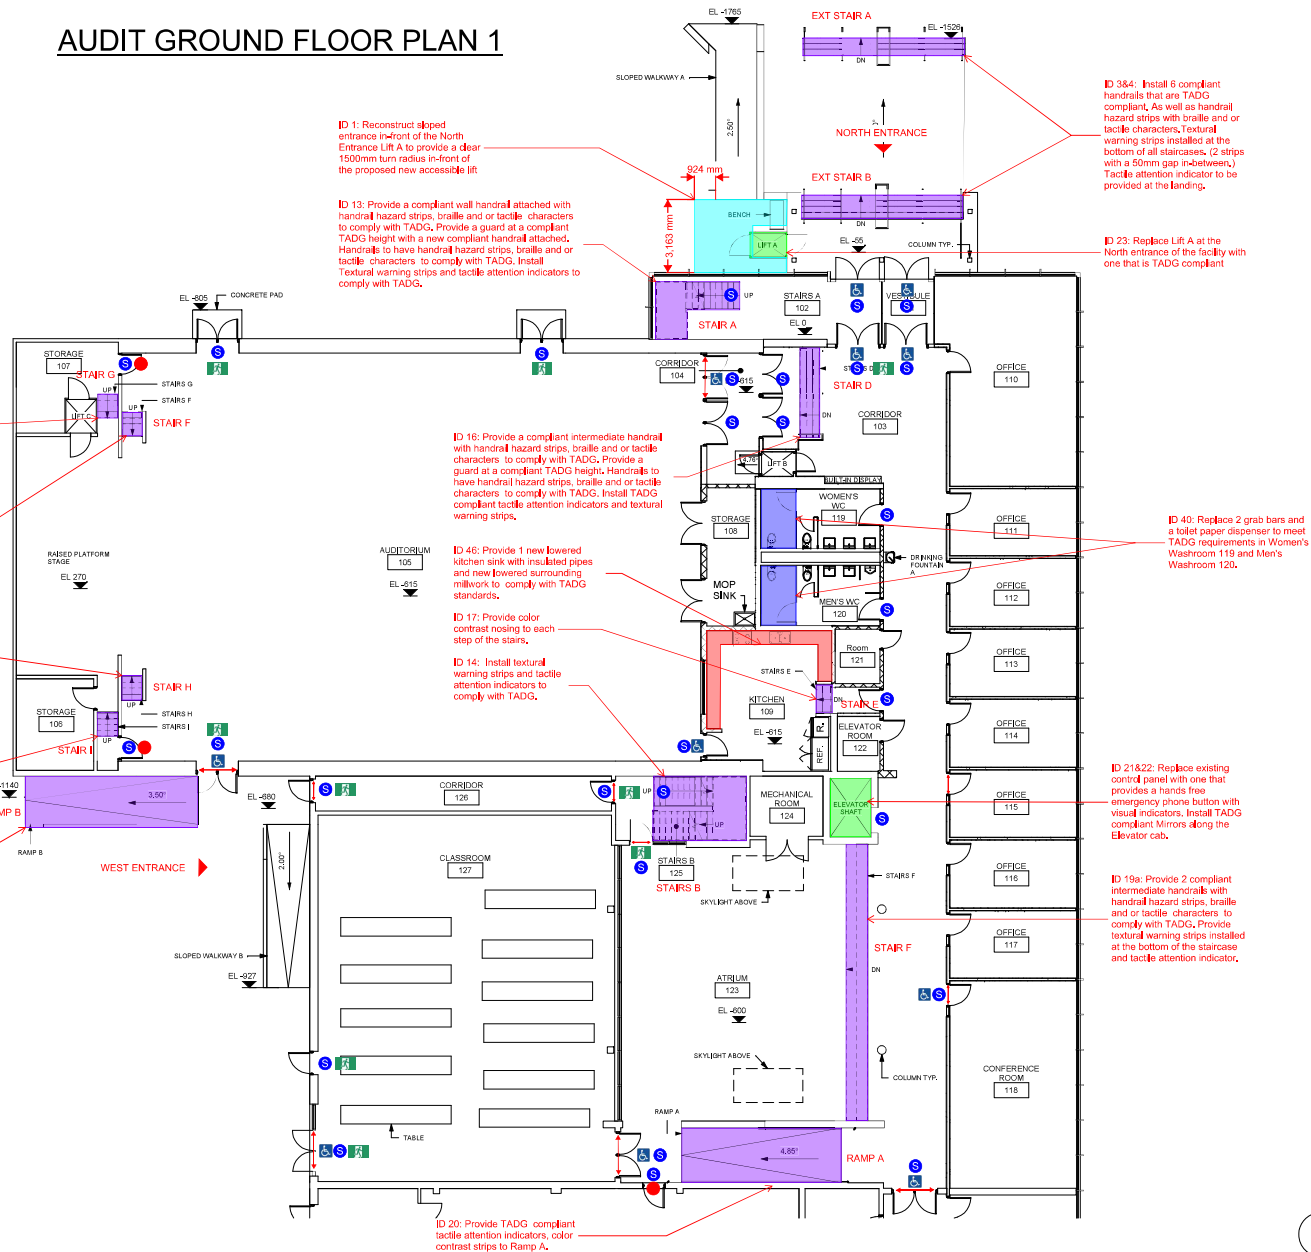 AUDIT GROUND FLOOR PLAN 1
EL -1765
EXT STAIR A
EL -1526
SLOPED WALKWAY A
DN
2.50°
NORTH ENTRANCE
ID 3&4: Install 6 compliant
handrails that are TADG
compliant, As well as handrail
hazard strips with braille and or
tactile characters. Textural
warning strips installed at the
bottom of all staircases. (2 strips
with a 50mm gap in-between.)
Tactile attention indicator to be
provided at the landing.
ID 1: Reconstruct sloped
entrance in-front of the North
Entrance Lift A to provide a clear
1500mm turn radius in-front of
the proposed new accessible lift
924 mm
EXT STAIR B
BENCH
DN
3,163 mm
LIFT A
EL -55
COLUMN TYP.
ID 13: Provide a compliant wall handrail attached with
handrail hazard strips, braille and or tactile characters
to comply with TADG. Provide a guard at a compliant
TADG height with a new compliant handrail attached.
Handrails to have handrail hazard strips, braille and or
tactile characters to comply with TADG. Install
Textural warning strips and tactile attention indicators to
comply with TADG.
ID 23: Replace Lift A at the
North entrance of the facility with
one that is TADG compliant
EL -805
CONCRETE PAD
S
UP
STAIRS A
102
EL 0
STAIR A
S
S
STORAGE
107
S
S
S
S
S
STAIR G
UP
STAIRS G
STAIRS F
UP
LIFT C
STAIR F
CORRIDOR
104
S
S
S
S
STAIR D
DN
CORRIDOR
103
OFFICE
110
ID 16: Provide a compliant intermediate handrail
with handrail hazard strips, braille and or tactile
characters to comply with TADG. Provide a
guard at a compliant TADG height. Handrails to
have handrail hazard strips, braille and or tactile
characters to comply with TADG. Install TADG
compliant tactile attention indicators and textural
warning strips.
LIFT B
BUILT-IN DISPLAY
STORAGE
108
WOMEN'S
WC
119
S
OFFICE
111
ID 40: Replace 2 grab bars and
a toilet paper dispenser to meet
TADG requirements in Women's
Washroom 119 and Men's
Washroom 120.
RAISED PLATFORM
STAGE
EL 270
AUDITORIUM
105
EL -615
ID 46: Provide 1 new lowered
kitchen sink with insulated pipes
and new lowered surrounding
millwork to comply with TADG
standards.
DRINKING
FOUNTAIN
A
MOP
SINK
MEN'S WC
120
S
OFFICE
112
ID 17: Provide color
contrast nosing to each
step of the stairs.
Room
121
OFFICE
113
ID 14: Install textural
warning strips and tactile
attention indicators to
comply with TADG.
STAIRS E
DN
STAIR E
S
KITCHEN
109
EL -615
STAIR H
UP
STAIRS H
STAIRS I
STORAGE
106
UP
STAIR I
S
S
S
R.
REF.
ELEVATOR
ROOM
122
OFFICE
114
-1140
3.50°
RAMP B
EL -680
S
CORRIDOR
126
S
UP
S
UP
MECHANICAL
ROOM
124
ELEVATOR
SHAFT
S
OFFICE
115
ID 21&22: Replace existing
control panel with one that
provides a hands free
emergency phone button with
visual indicators. Install TADG
compliant Mirrors along the
Elevator cab.
WEST ENTRANCE
2.00°
CLASSROOM
127
S
STAIRS B
125
STAIRS B
SKYLIGHT ABOVE
STAIRS F
OFFICE
116
ID 19a: Provide 2 compliant
intermediate handrails with
handrail hazard strips, braille
and or tactile characters to
comply with TADG. Provide
textural warning strips installed
at the bottom of the staircase
and tactile attention indicator.
SLOPED WALKWAY B
EL -927
STAIR F
DN
OFFICE
117
ATRIUM
123
EL -600
S
S
SKYLIGHT ABOVE
COLUMN TYP.
CONFERENCE
ROOM
118
TABLE
S
RAMP A
S
S
4.85°
RAMP A
S
ID 20: Provide TADG compliant
tactile attention indicators, color
contrast strips to Ramp A.